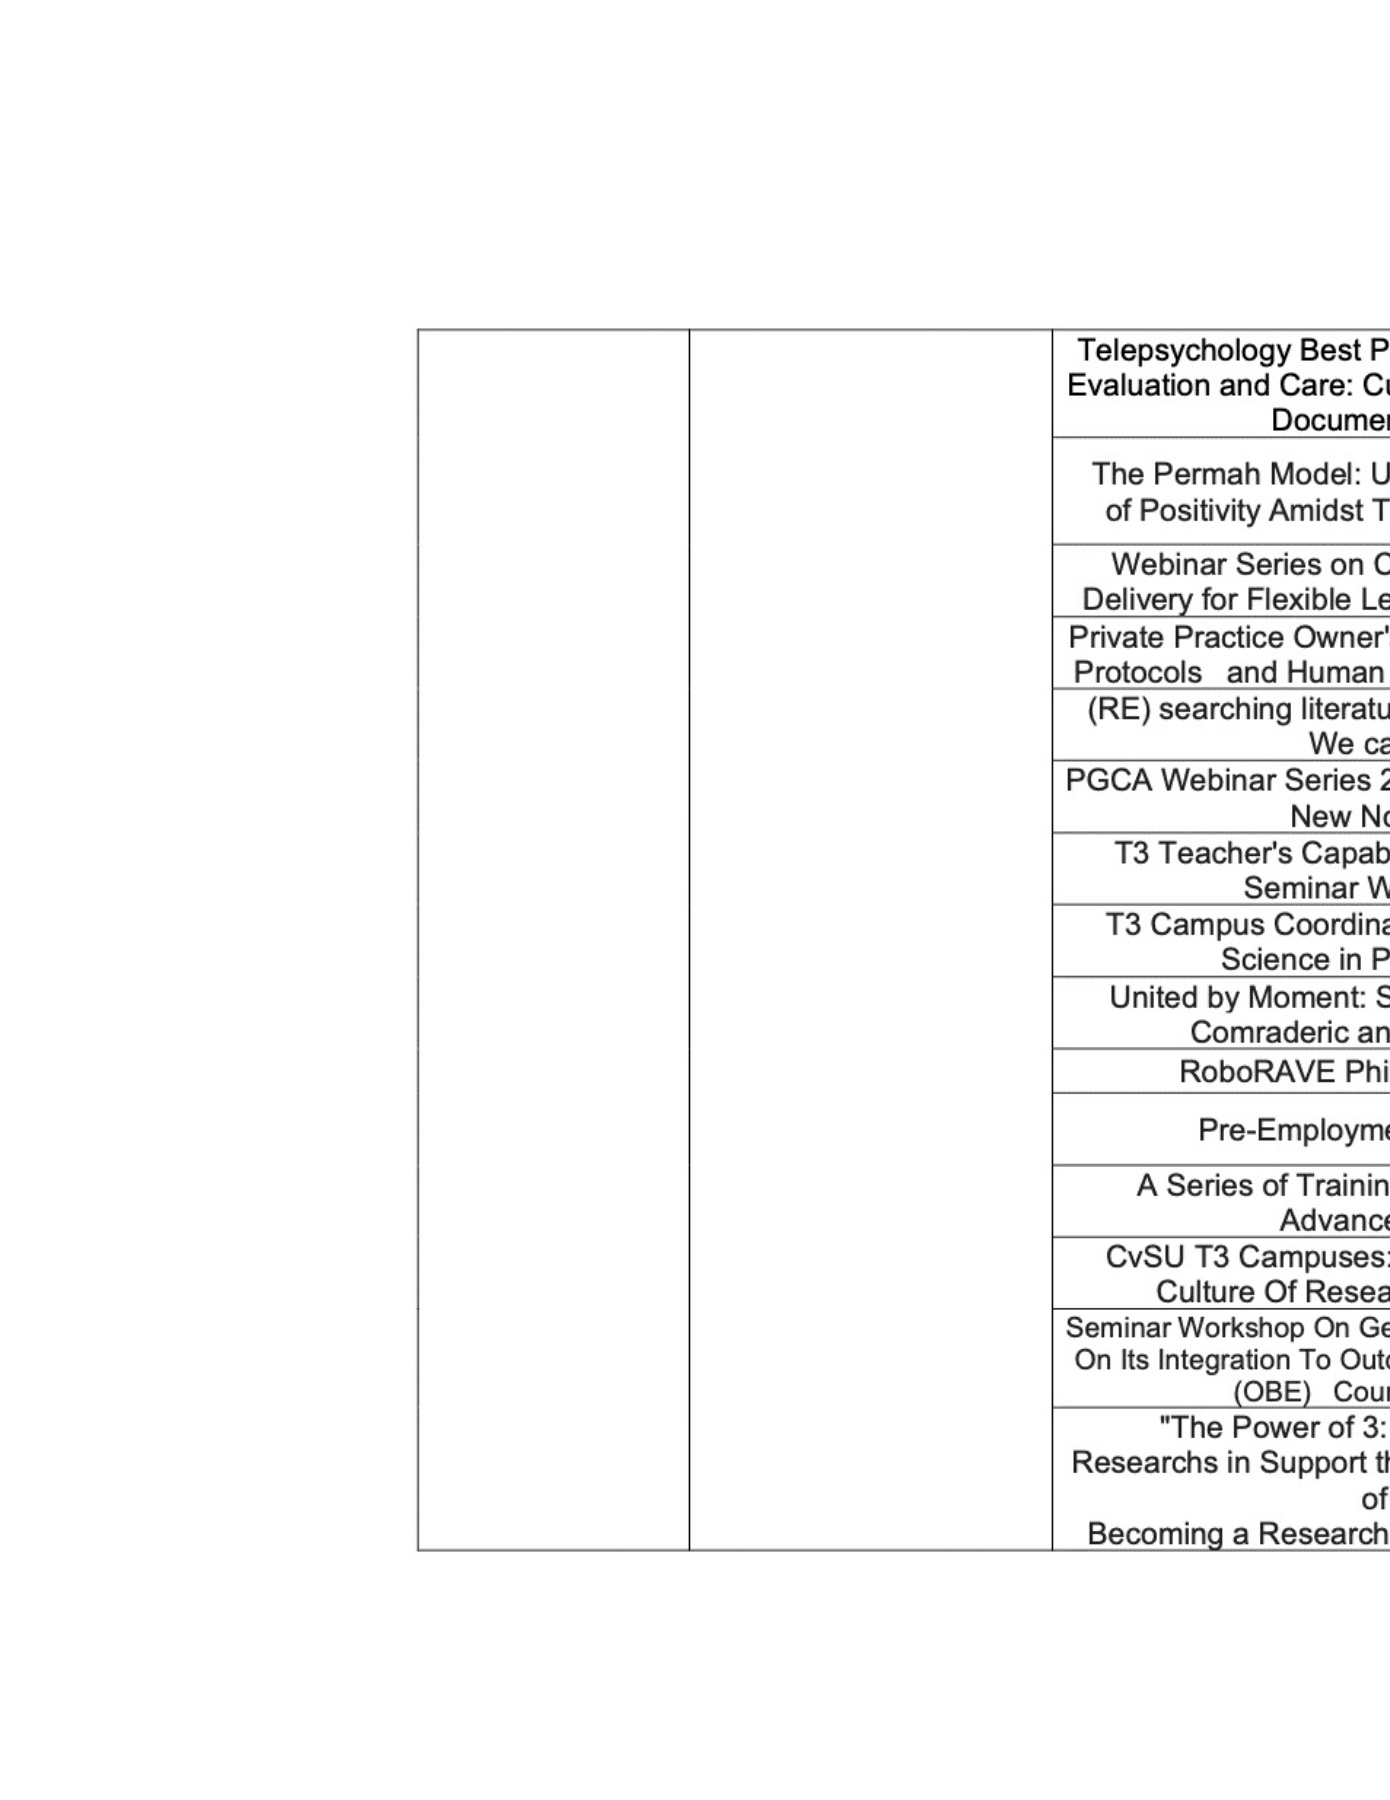 Telepsychology Best P
Evaluation and Care: Cu
Documen
The Permah Model: U
of Positivity Amidst T
Webinar Series on C
Delivery for Flexible Le
Private Practice Owner'
Protocols and Human
(RE) searching literatu
We ca
PGCA Webinar Series 2
New No
T3 Teacher's Capab
Seminar W
T3 Campus Coordina
Science in P
United by Moment: S
Comraderic an
RoboRAVE Phi
Pre-Employme
A Series of Trainin
Advance
CvSU T3 Campuses:
Culture Of Resea
Seminar Workshop On Ge
On Its Integration To Outc
(OBE) Cour
"The Power of 3:
Researchs in Support th
of
Becoming a Research